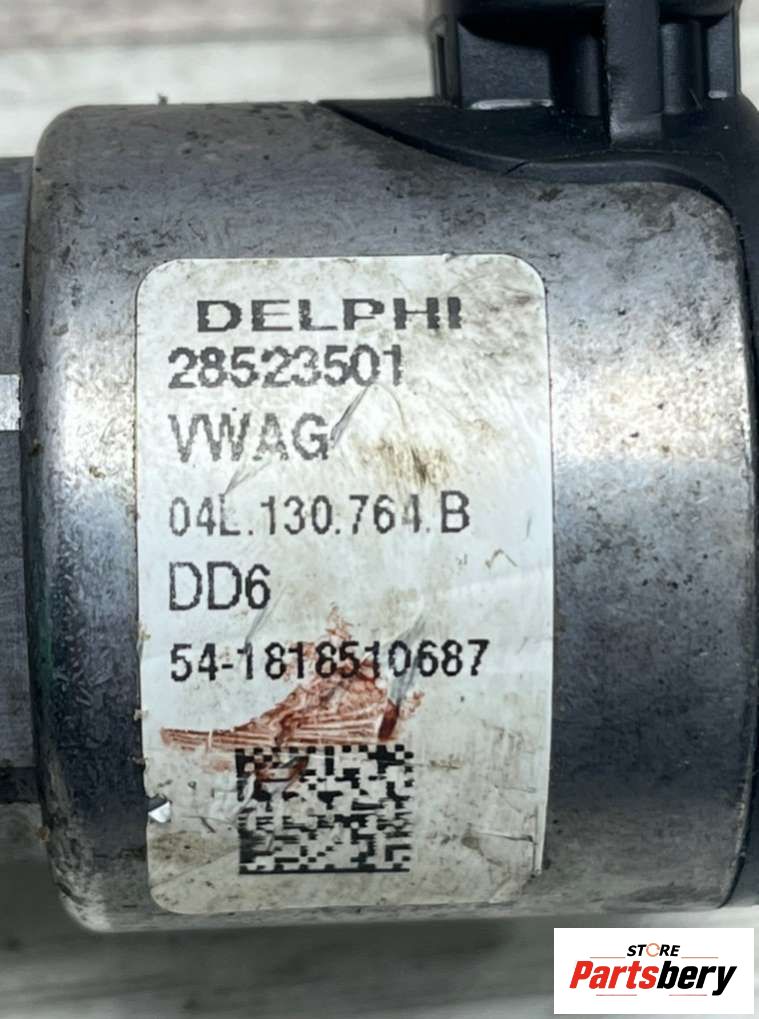 DELPHI
28523501
VWAG
04L.130.764.B
DD6
54-1818510687
STORE
Partsbery